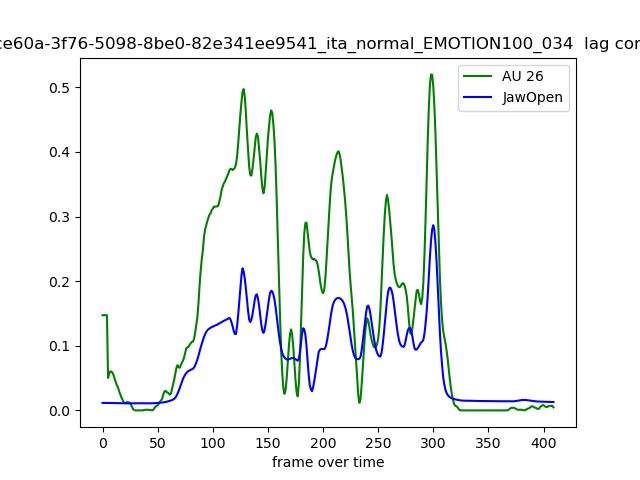 ce60a-3f76-5098-8be0-82e341ee9541_ita_normal_EMOTION100_034 lag cor
AU 26
JawOpen
0.5
0.4
0.3
0.2
0.1
0.0
0 50 100 150 200 250 300 350 400
frame over time